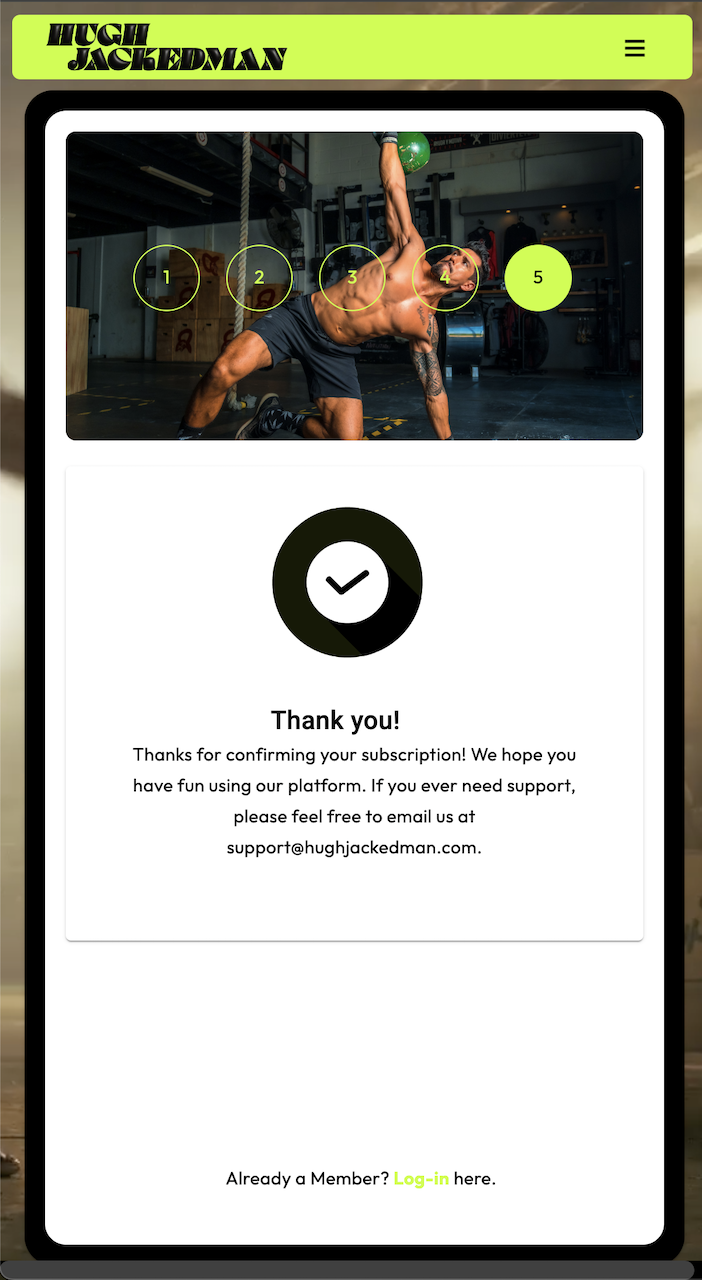 HUGH
JACKEDMAN
1 2 3 4 5
Thank you!
Thanks for confirming your subscription! We hope you
have fun using our platform. If you ever need support,
please feel free to email us at
support@hughjackedman.com.
Already a Member? Log-in here.